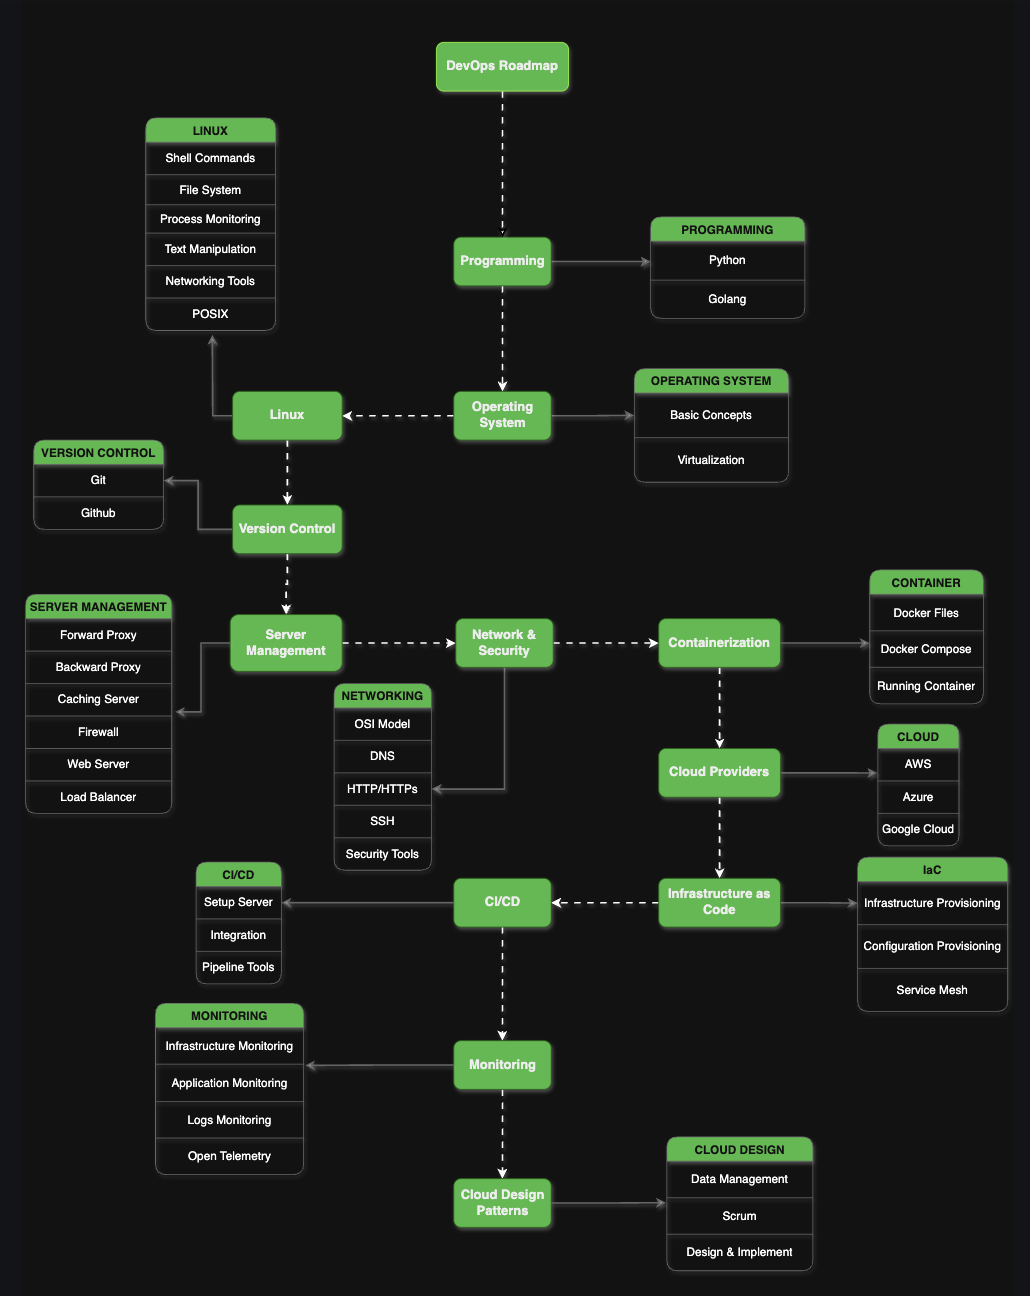 DevOps Roadmap
LINUX
Shell Commands
File System
Process Monitoring
Text Manipulation
Networking Tools
POSIX
Programming
PROGRAMMING
Python
Golang
Operating
System
OPERATING SYSTEM
Basic Concepts
Virtualization
Linux
VERSION CONTROL
Git
Github
Version Control
SERVER MANAGEMENT
Forward Proxy
Backward Proxy
Caching Server
Firewall
Web Server
Load Balancer
Server
Management
Network &
Security
NETWORKING
OSI Model
DNS
HTTP/HTTPs
SSH
Security Tools
Containerization
CONTAINER
Docker Files
Docker Compose
Running Container
Cloud Providers
CLOUD
AWS
Azure
Google Cloud
Infrastructure as
Code
IaC
Infrastructure Provisioning
Configuration Provisioning
Service Mesh
CI/CD
CI/CD
Setup Server
Integration
Pipeline Tools
Monitoring
MONITORING
Infrastructure Monitoring
Application Monitoring
Logs Monitoring
Open Telemetry
Cloud Design
Patterns
CLOUD DESIGN
Data Management
Scrum
Design & Implement